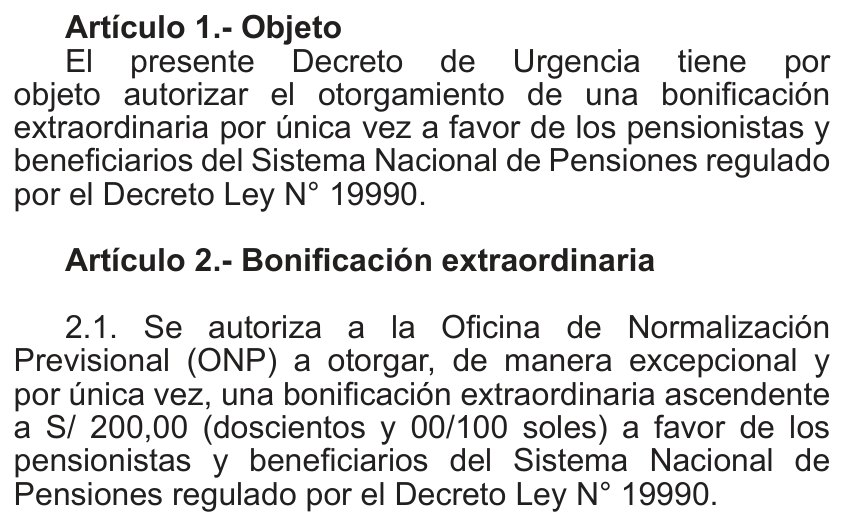 Artículo 1.- Objeto
El presente Decreto de Urgencia tiene por
objeto autorizar el otorgamiento de una bonificación
extraordinaria por única vez a favor de los pensionistas y
beneficiarios del Sistema Nacional de Pensiones regulado
por el Decreto Ley N° 19990.
Artículo 2.- Bonificación extraordinaria
2.1. Se autoriza a la Oficina de Normalización
Previsional (ONP) a otorgar, de manera excepcional y
por única vez, una bonificación extraordinaria ascendente
a S/ 200,00 (doscientos y 00/100 soles) a favor de los
pensionistas y beneficiarios del Sistema Nacional de
Pensiones regulado por el Decreto Ley N° 19990.